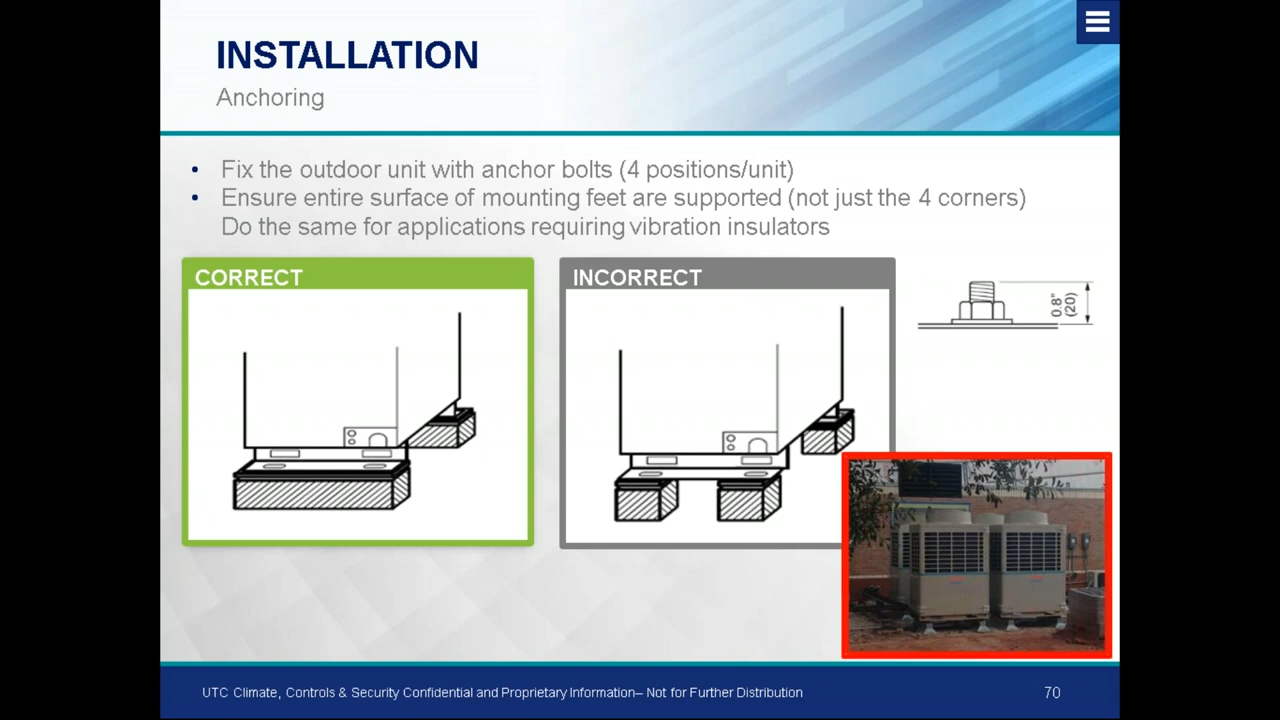 INSTALLATION
Anchoring
• Fix the outdoor unit with anchor bolts (4 positions/unit)
• Ensure entire surface of mounting feet are supported (not just the 4 corners)
Do the same for applications requiring vibration insulators
CORRECT
INCORRECT
0.8"
(20)
UTC Climate, Controls & Security Confidential and Proprietary Information– Not for Further Distribution
70